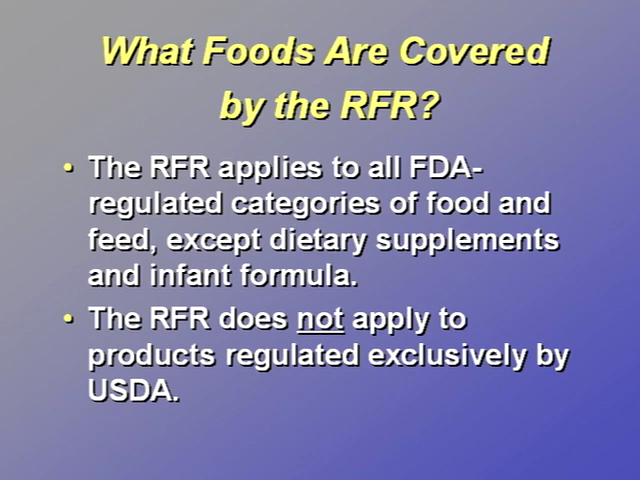 What Foods Are Covered
by the RFR?
• The RFR applies to all FDA-
regulated categories of food and
feed, except dietary supplements
and infant formula.
• The RFR does not apply to
products regulated exclusively by
USDA.